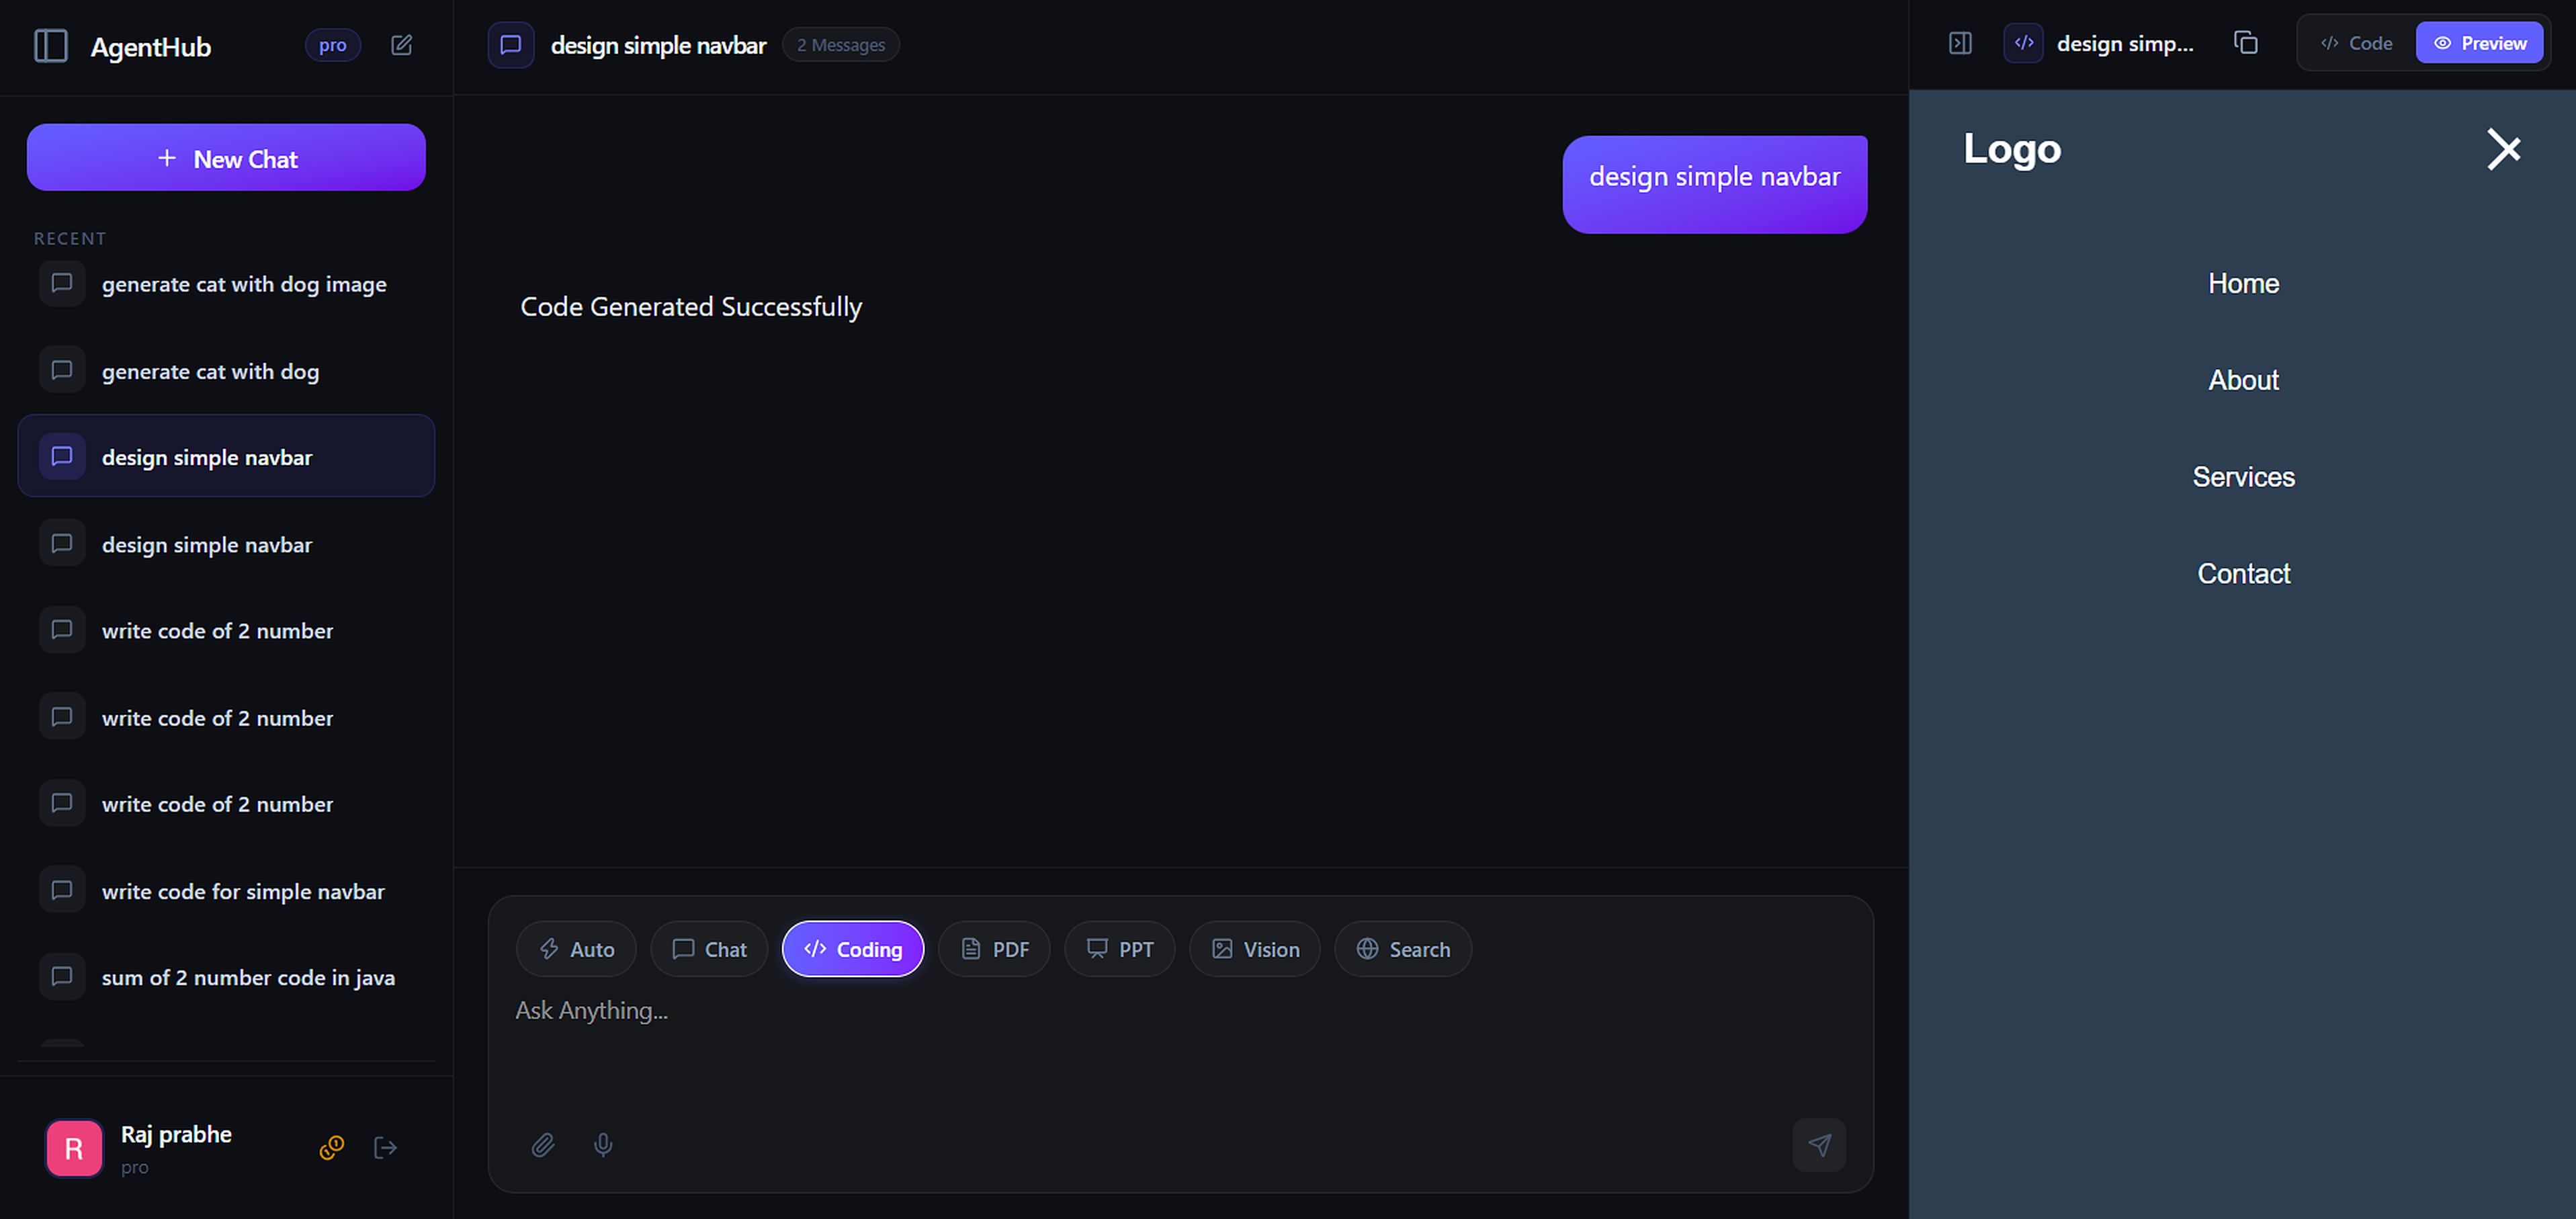 AgentHub pro
New Chat
RECENT
generate cat with dog image
generate cat with dog
design simple navbar
design simple navbar
write code of 2 number
write code of 2 number
write code of 2 number
write code for simple navbar
sum of 2 number code in java
R
Raj prabhe
pro
design simple navbar 2 Messages
design simple navbar
Code Generated Successfully
Auto Chat Coding PDF PPT Vision Search
Ask Anything...
design simp... Code Preview
Logo
Home
About
Services
Contact